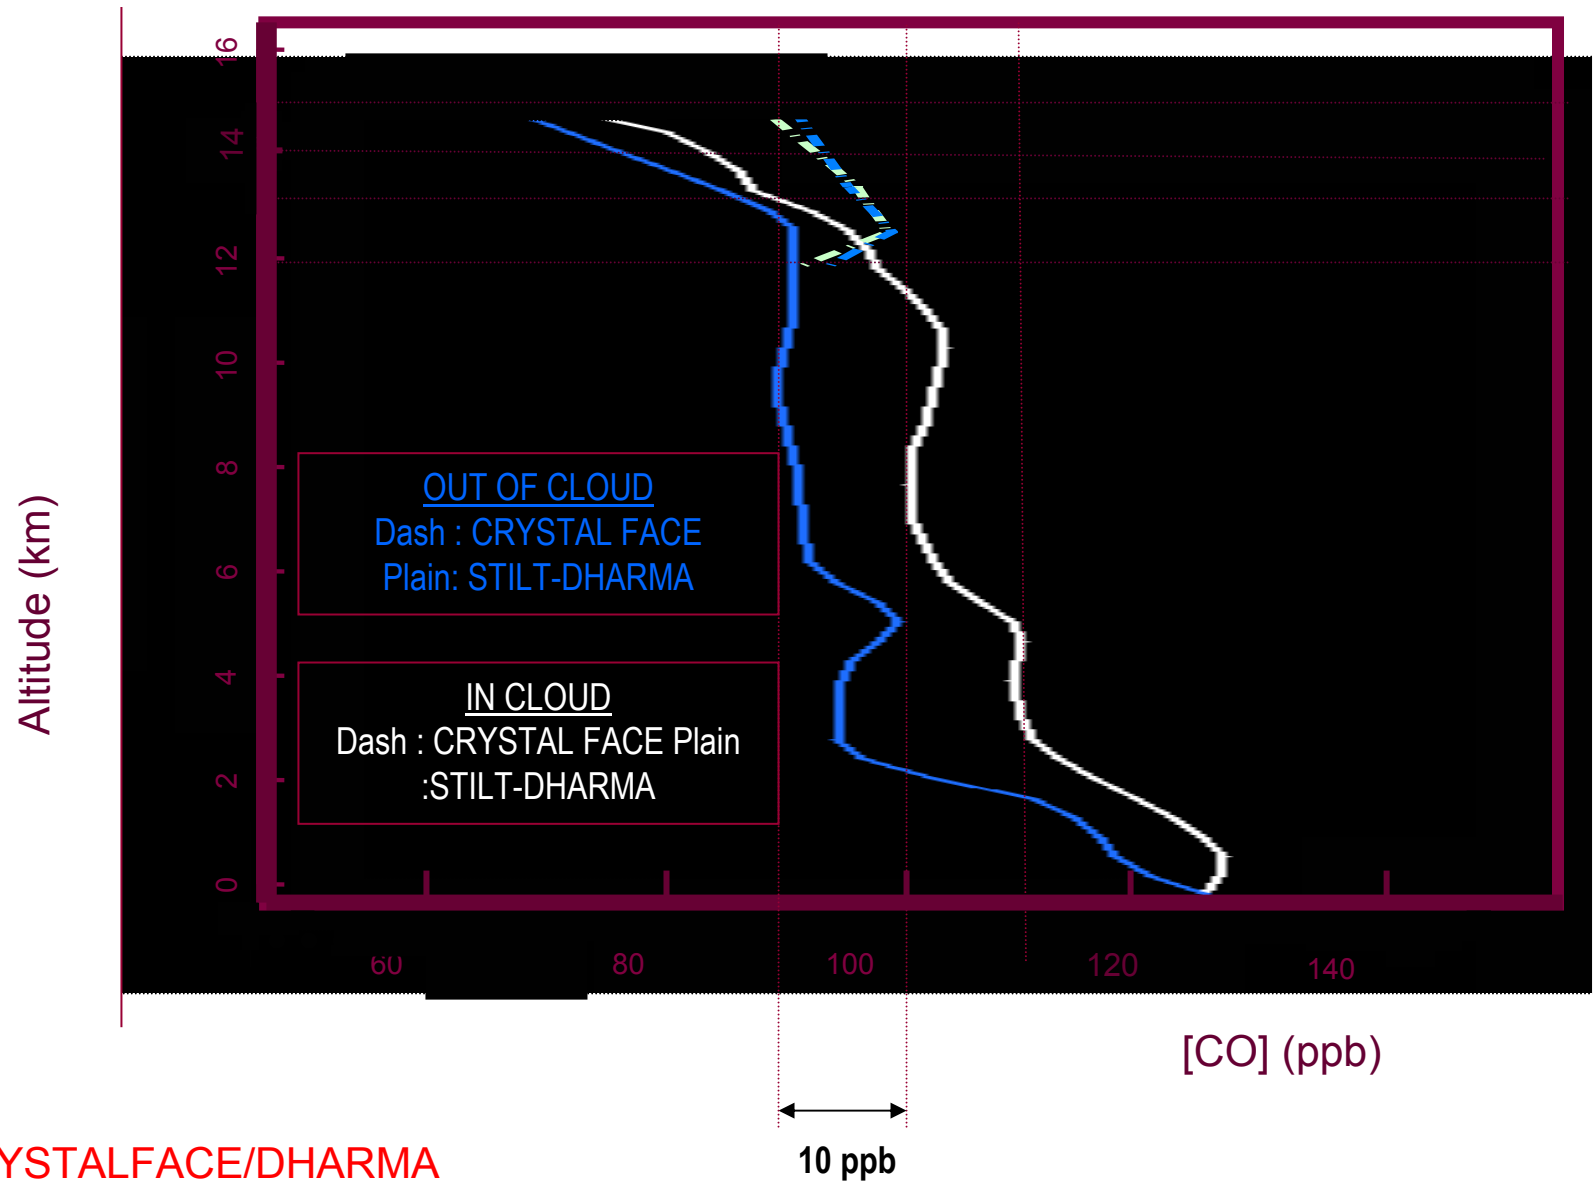 16
14
12
10
8
6
4
2
0
Altitude (km)
OUT OF CLOUD
Dash : CRYSTAL FACE
Plain: STILT-DHARMA
IN CLOUD
Dash : CRYSTAL FACE Plain
:STILT-DHARMA
60 80 100 120 140
[CO] (ppb)
10 ppb
YSTALFACE/DHARMA